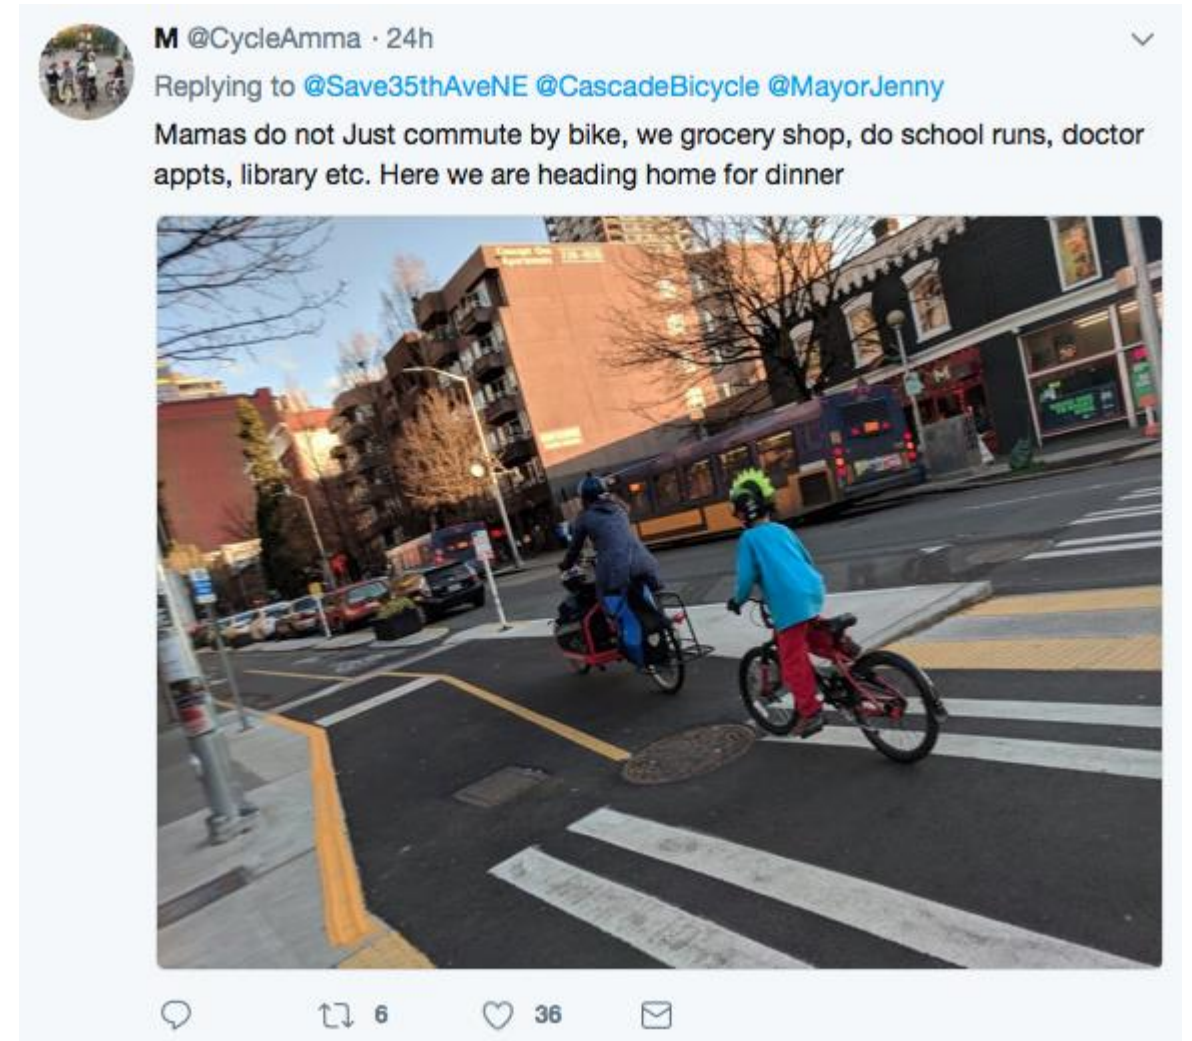 M @CycleAmma · 24h
Replying to @Save35thAveNE @CascadeBicycle @MayorJenny
Mamas do not Just commute by bike, we grocery shop, do school runs, doctor
appts, library etc. Here we are heading home for dinner
6 36